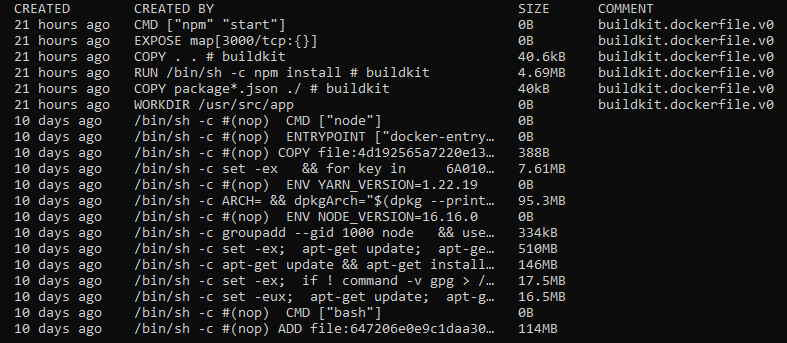 CREATED CREATED BY SIZE COMMENT
21 hours ago CMD ["npm" "start"] 0B buildkit.dockerfile.v0
21 hours ago EXPOSE map[3000/tcp:{}] 0B buildkit.dockerfile.v0
21 hours ago COPY . . # buildkit 40.6kB buildkit.dockerfile.v0
21 hours ago RUN /bin/sh -c npm install # buildkit 4.69MB buildkit.dockerfile.v0
21 hours ago COPY package*.json ./ # buildkit 40kB buildkit.dockerfile.v0
21 hours ago WORKDIR /usr/src/app 0B buildkit.dockerfile.v0
10 days ago /bin/sh -c #(nop)  CMD ["node"] 0B
10 days ago /bin/sh -c #(nop)  ENTRYPOINT ["docker-entry… 0B
10 days ago /bin/sh -c #(nop) COPY file:4d192565a7220e13… 388B
10 days ago /bin/sh -c set -ex   && for key in     6A010… 7.61MB
10 days ago /bin/sh -c #(nop)  ENV YARN_VERSION=1.22.19 0B
10 days ago /bin/sh -c ARCH= && dpkgArch="$(dpkg --print… 95.3MB
10 days ago /bin/sh -c #(nop)  ENV NODE_VERSION=16.16.0 0B
10 days ago /bin/sh -c groupadd --gid 1000 node   && use… 334kB
10 days ago /bin/sh -c set -ex;  apt-get update;  apt-ge… 510MB
10 days ago /bin/sh -c apt-get update && apt-get install… 146MB
10 days ago /bin/sh -c set -ex;  if ! command -v gpg > /… 17.5MB
10 days ago /bin/sh -c set -eux;  apt-get update;  apt-g… 16.5MB
10 days ago /bin/sh -c #(nop)  CMD ["bash"] 0B
10 days ago /bin/sh -c #(nop) ADD file:647206e0e9c1daa30… 114MB